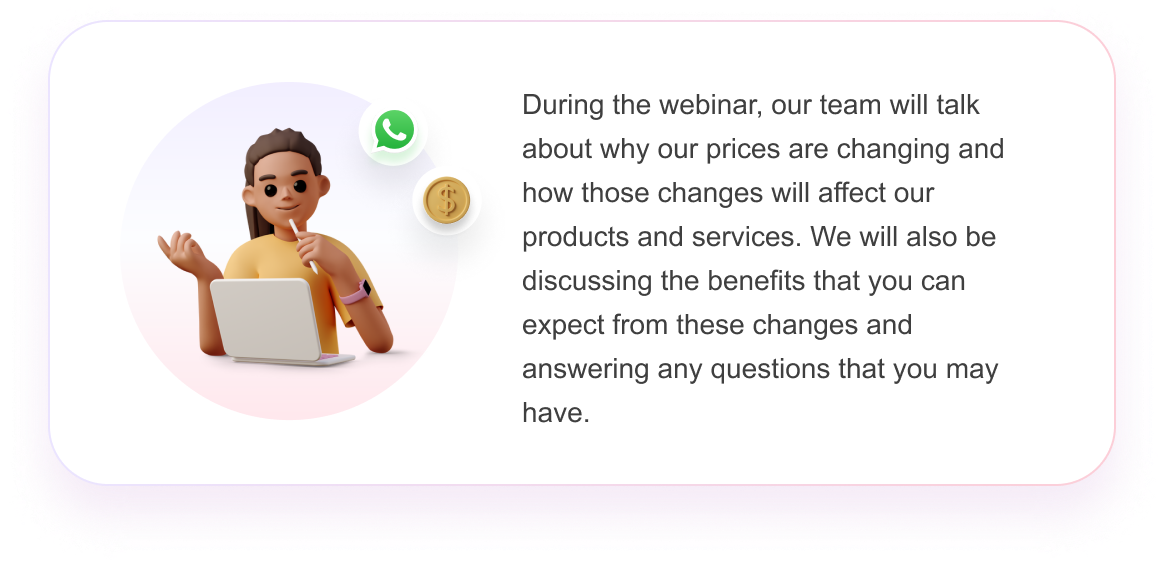 During the webinar, our team will talk
about why our prices are changing and
how those changes will affect our
products and services. We will also be
discussing the benefits that you can
expect from these changes and
answering any questions that you may
have.
$